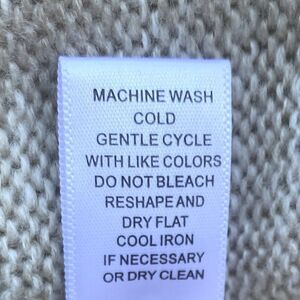 MACHINE WASH
COLD
GENTLE CYCLE
WITH LIKE COLORS
DO NOT BLEACH
RESHAPE AND
DRY FLAT
COOL IRON
IF NECESSARY
OR DRY CLEAN